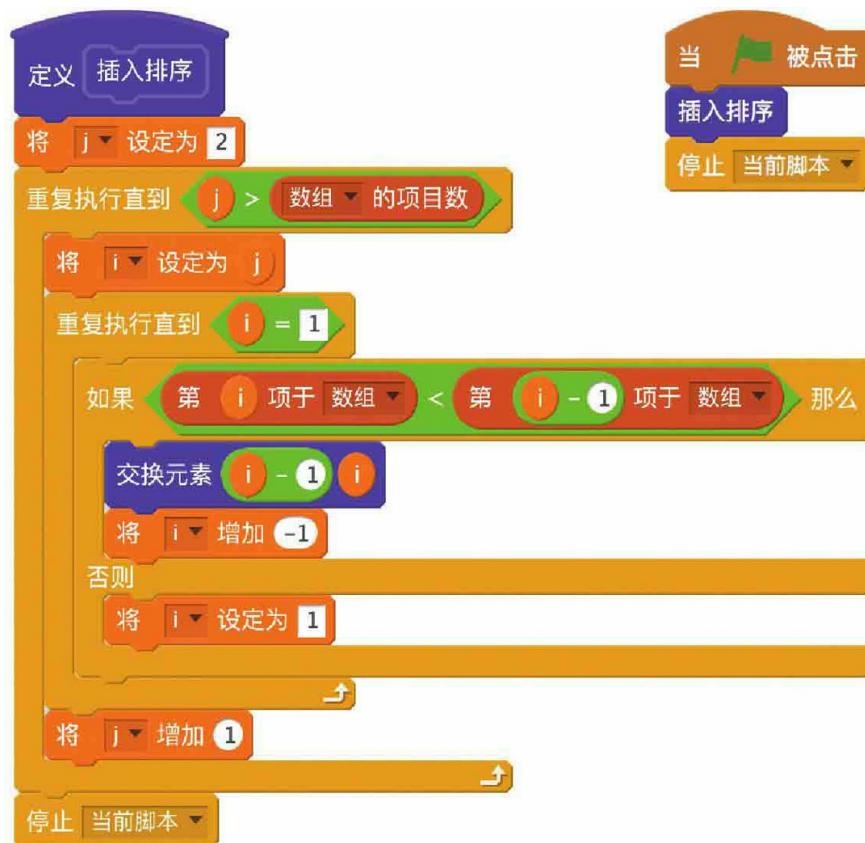 定义 插入排序
将 j 设定为 2
重复执行直到 j > 数组 的项目数
将 i 设定为 j
重复执行直到 i = 1
如果 第 i 项于 数组 < 第 i - 1 项于 数组 那么
交换元素 i - 1 i
将 i 增加 -1
否则
将 i 设定为 1
将 j 增加 1
停止 当前脚本
当 被点击
插入排序
停止 当前脚本